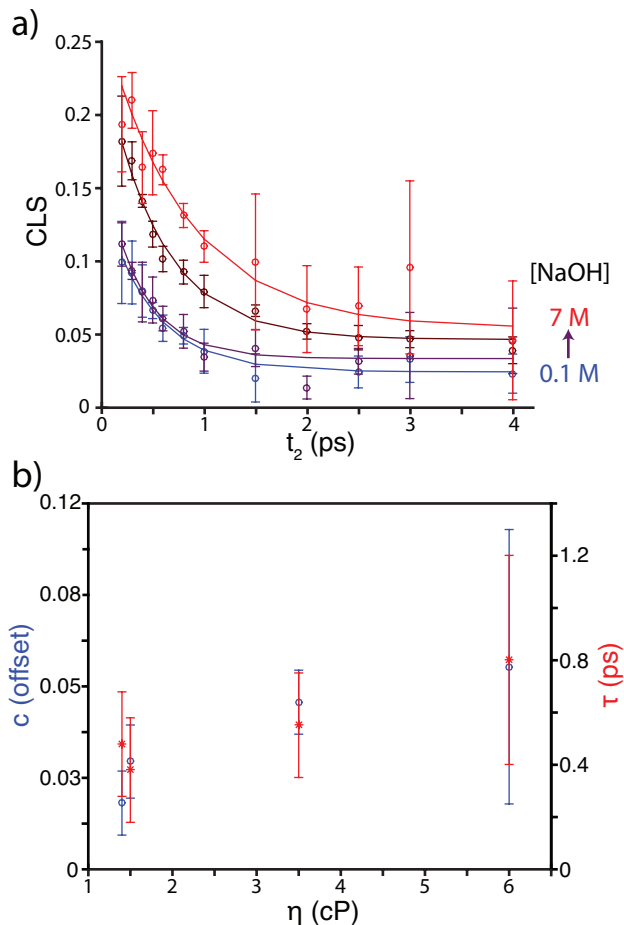 a)
0.25
0.2
0.15
0.1
0.05
0
CLS
0 1 2 3 4
t2 (ps)
[NaOH]
7 M
0.1 M
b)
0.12
0.08
0.05
0.03
0
c (offset)
1.2
0.8
0.4
0
τ (ps)
1 2 3 4 5 6
η (cP)